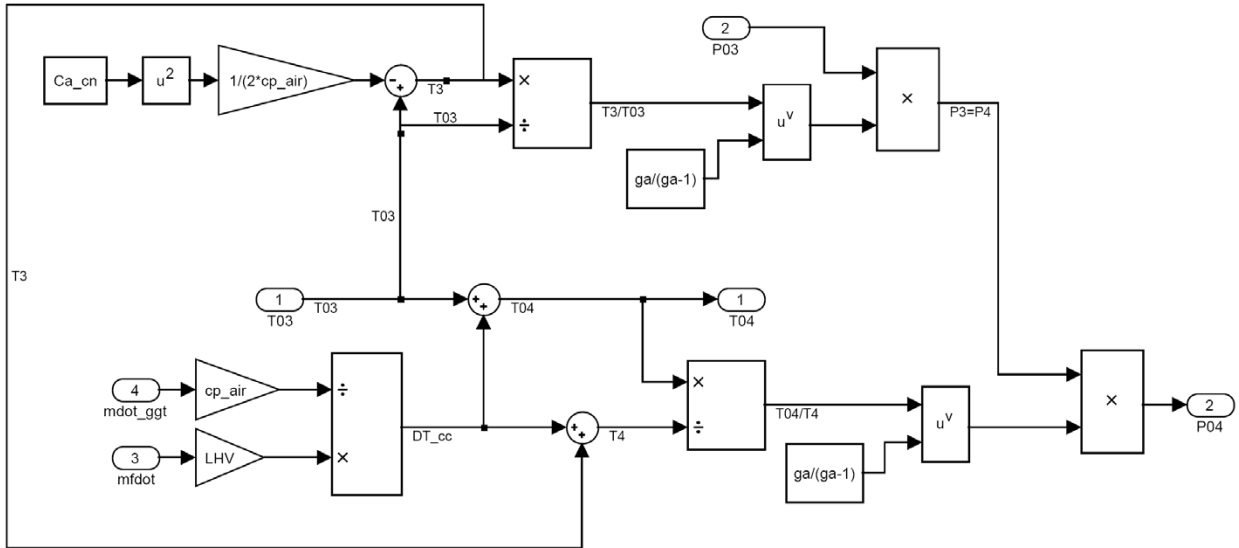 2
P03
Ca_cn
u²
1/(2*cp_air)
-
+
T3
×
÷
T03
T3/T03
u^v
ga/(ga-1)
×
P3=P4
T03
T3
1
T03
T03
+
+
T04
1
T04
4
mdot_ggt
cp_air
÷
3
mfdot
LHV
×
DT_cc
+
+
T4
×
÷
T04/T4
u^v
ga/(ga-1)
×
2
P04